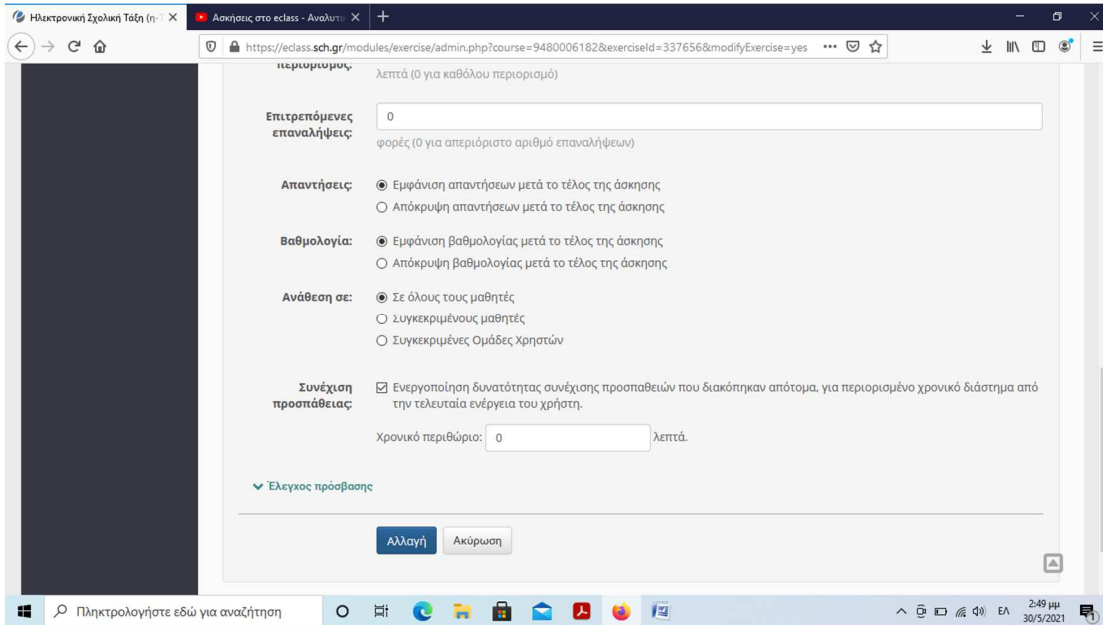 Ηλεκτρονική Σχολική Τάξη (η-Τ
Ασκήσεις στο eclass - Αναλυτι
https://eclass.sch.gr/modules/exercise/admin.php?course=9480006182&exerciseId=337656&modifyExercise=yes
περιορισμός:
λεπτά (0 για καθόλου περιορισμό)
Επιτρεπόμενες επαναλήψεις:
0
φορές (0 για απεριόριστο αριθμό επαναλήψεων)
Απαντήσεις:
Εμφάνιση απαντήσεων μετά το τέλος της άσκησης
Απόκρυψη απαντήσεων μετά το τέλος της άσκησης
Βαθμολογία:
Εμφάνιση βαθμολογίας μετά το τέλος της άσκησης
Απόκρυψη βαθμολογίας μετά το τέλος της άσκησης
Ανάθεση σε:
Σε όλους τους μαθητές
Συγκεκριμένους μαθητές
Συγκεκριμένες Ομάδες Χρηστών
Συνέχιση προσπάθειας:
Ενεργοποίηση δυνατότητας συνέχισης προσπαθειών που διακόπηκαν απότομα, για περιορισμένο χρονικό διάστημα από
την τελευταία ενέργεια του χρήστη.
Χρονικό περιθώριο: 0 λεπτά.
Έλεγχος πρόσβασης
Αλλαγή Ακύρωση
Πληκτρολογήστε εδώ για αναζήτηση
ΕΛ
2:49 μμ
30/5/2021
1